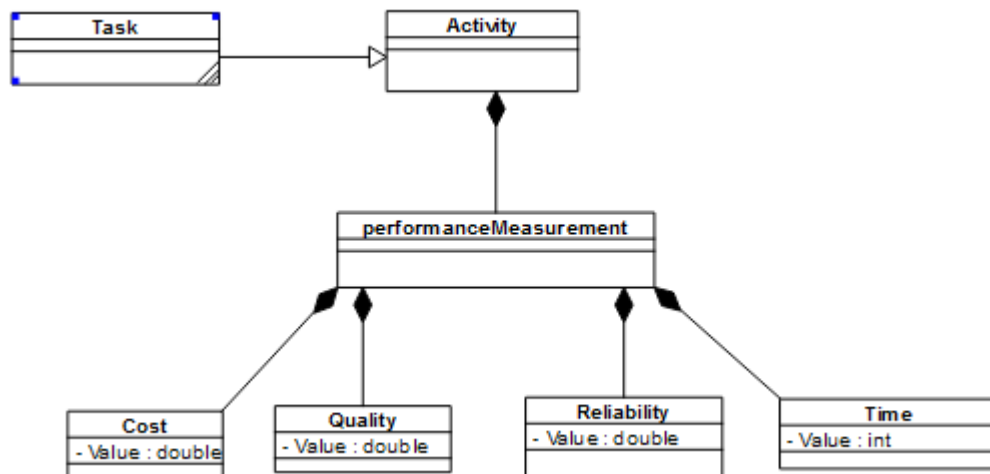 Task
Activity
performanceMeasurement
Cost
- Value : double
Quality
- Value : double
Reliability
- Value : double
Time
- Value : int